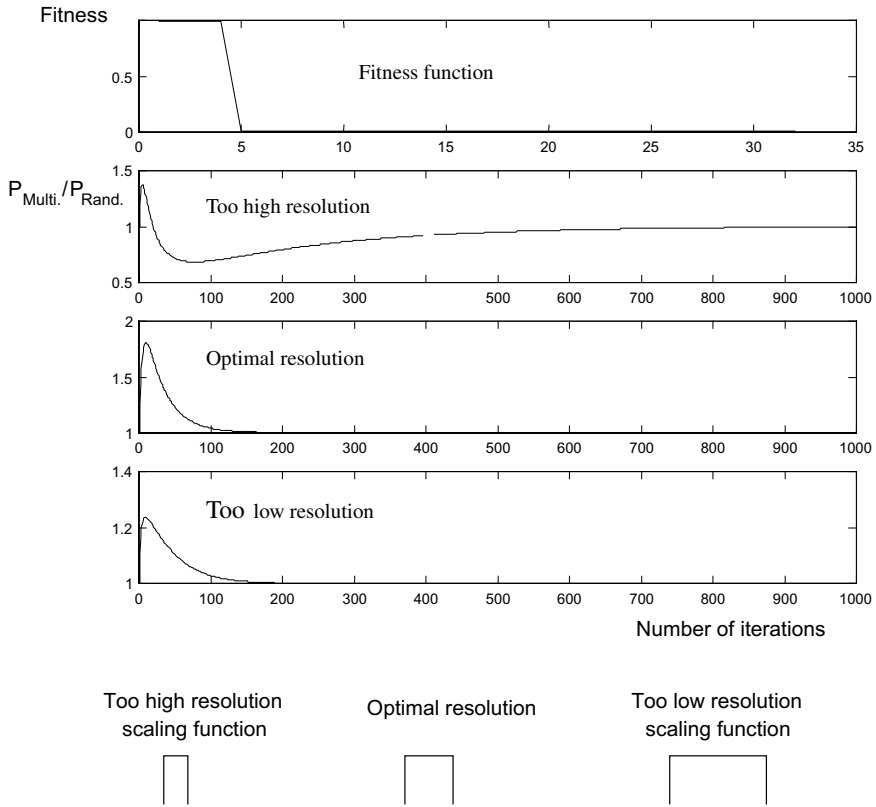 Fitness
Fitness function
0.5
0
0 5 10 15 20 25 30 35
P Multi. /P Rand.
1.5
Too high resolution
1
0.5
0 100 200 300 500 600 700 800 900 1000
2
Optimal resolution
1.5
1
0 100 200 300 400 500 600 700 800 900 1000
1.4
Too low resolution
1.2
1
0 100 200 300 400 500 600 700 800 900 1000
Number of iterations
Too high resolution
scaling function
Optimal resolution
Too low resolution
scaling function